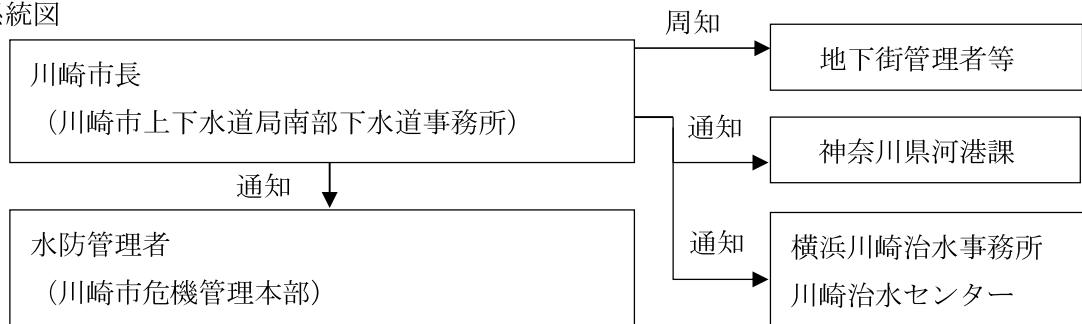 系統図
周知
川崎市長
（川崎市上下水道局南部下水道事務所）
地下街管理者等
通知
神奈川県河港課
通知
水防管理者
（川崎市危機管理本部）
通知
横浜川崎治水事務所
川崎治水センター